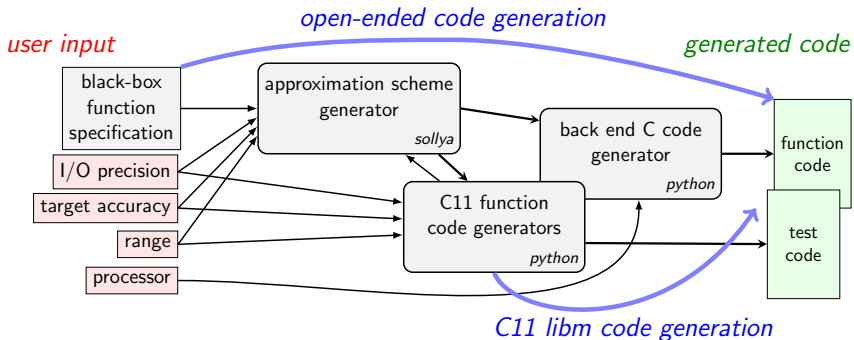 open-ended code generation
user input
generated code
black-box
function
specification
approximation scheme
generator
sollya
back end C code
generator
python
function
code
I/O precision
target accuracy
range
processor
C11 function
code generators
python
test
code
C11 libm code generation